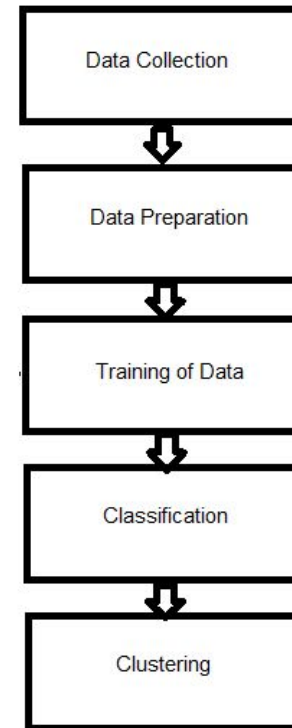 Data Collection
Data Preparation
Training of Data
Classification
Clustering